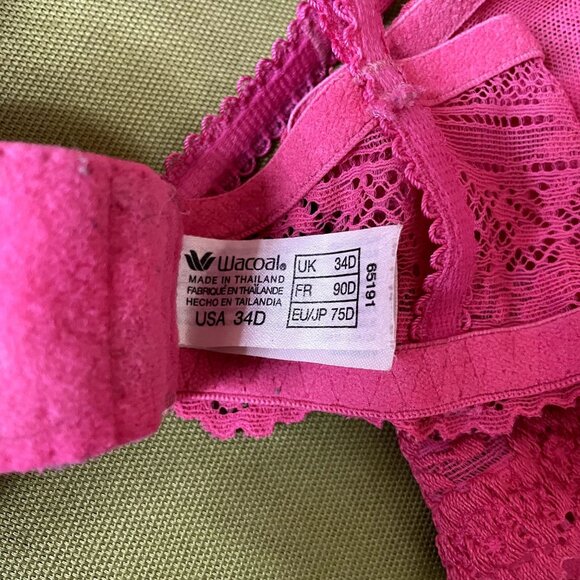 Wacoal®
MADE IN THAILAND
FABRIQUÉ EN THAÏLANDE
HECHO EN TAILANDIA
USA 34D
UK 34D
FR 90D
EU/JP 75D
65191